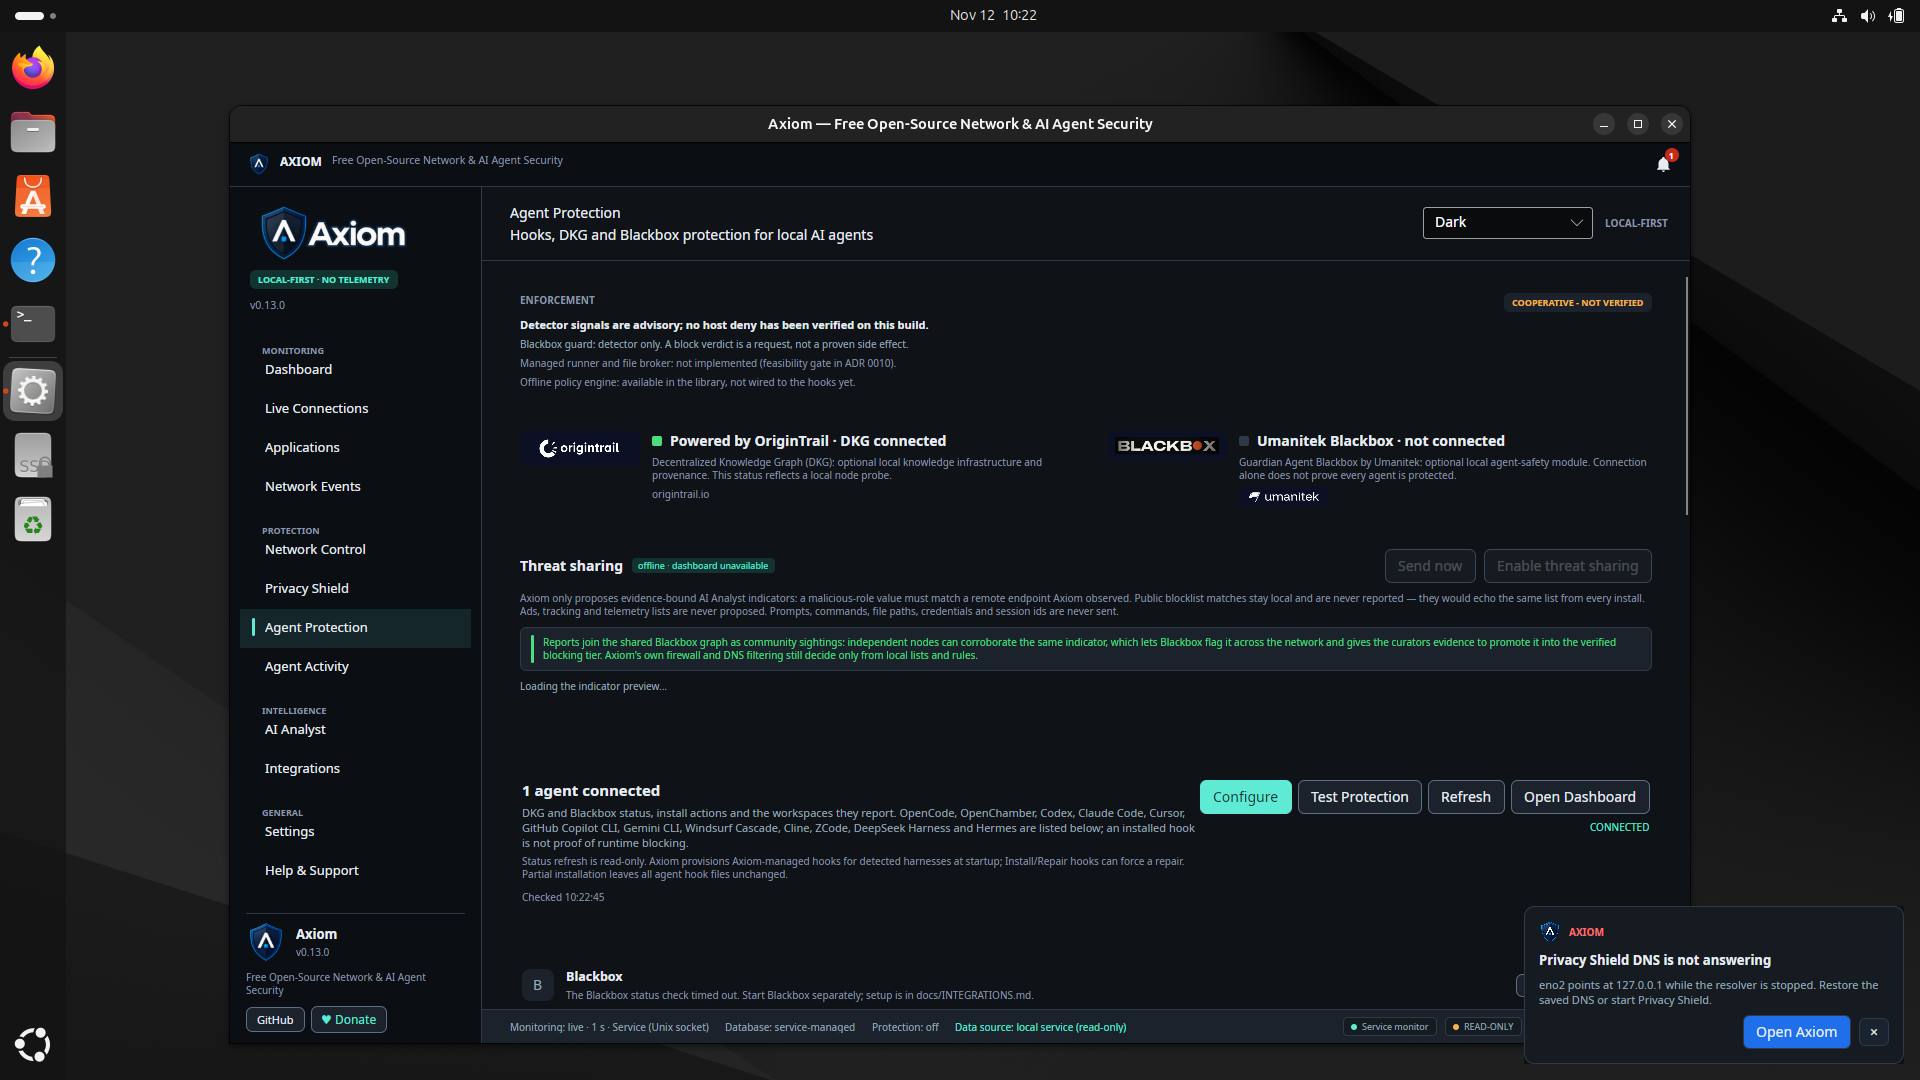 Nov 12 10:22
Axiom — Free Open-Source Network & AI Agent Security
AXIOM Free Open-Source Network & AI Agent Security
1
Axiom
LOCAL-FIRST · NO TELEMETRY
v0.13.0
MONITORING
Dashboard
Live Connections
Applications
Network Events
PROTECTION
Network Control
Privacy Shield
Agent Protection
Agent Activity
INTELLIGENCE
AI Analyst
Integrations
GENERAL
Settings
Help & Support
Axiom
v0.13.0
Free Open-Source Network & AI Agent
Security
GitHub
♥ Donate
Agent Protection
Hooks, DKG and Blackbox protection for local AI agents
Dark
LOCAL-FIRST
ENFORCEMENT
COOPERATIVE - NOT VERIFIED
Detector signals are advisory; no host deny has been verified on this build.
Blackbox guard: detector only. A block verdict is a request, not a proven side effect.
Managed runner and file broker: not implemented (feasibility gate in ADR 0010).
Offline policy engine: available in the library, not wired to the hooks yet.
origintrail
Powered by OriginTrail · DKG connected
Decentralized Knowledge Graph (DKG): optional local knowledge infrastructure and
provenance. This status reflects a local node probe.
origintrail.io
BLACKBOX
Umanitek Blackbox · not connected
Guardian Agent Blackbox by Umanitek: optional local agent-safety module. Connection
alone does not prove every agent is protected.
umanitek
Threat sharing
offline · dashboard unavailable
Send now
Enable threat sharing
Axiom only proposes evidence-bound AI Analyst indicators: a malicious-role value must match a remote endpoint Axiom observed. Public blocklist matches stay local and are never reported — they would echo the same list from every install.
Ads, tracking and telemetry lists are never proposed. Prompts, commands, file paths, credentials and session ids are never sent.
Reports join the shared Blackbox graph as community sightings: independent nodes can corroborate the same indicator, which lets Blackbox flag it across the network and gives the curators evidence to promote it into the verified
blocking tier. Axiom's own firewall and DNS filtering still decide only from local lists and rules.
Loading the indicator preview...
1 agent connected
Configure
Test Protection
Refresh
Open Dashboard
CONNECTED
DKG and Blackbox status, install actions and the workspaces they report. OpenCode, OpenChamber, Codex, Claude Code, Cursor,
GitHub Copilot CLI, Gemini CLI, Windsurf Cascade, Cline, ZCode, DeepSeek Harness and Hermes are listed below; an installed hook
is not proof of runtime blocking.
Status refresh is read-only. Axiom provisions Axiom-managed hooks for detected harnesses at startup; Install/Repair hooks can force a repair.
Partial installation leaves all agent hook files unchanged.
Checked 10:22:45
B
Blackbox
The Blackbox status check timed out. Start Blackbox separately; setup is in docs/INTEGRATIONS.md.
Monitoring: live · 1 s · Service (Unix socket)
Database: service-managed
Protection: off
Data source: local service (read-only)
Service monitor
READ-ONLY
AXIOM
Privacy Shield DNS is not answering
eno2 points at 127.0.0.1 while the resolver is stopped. Restore the
saved DNS or start Privacy Shield.
Open Axiom
×